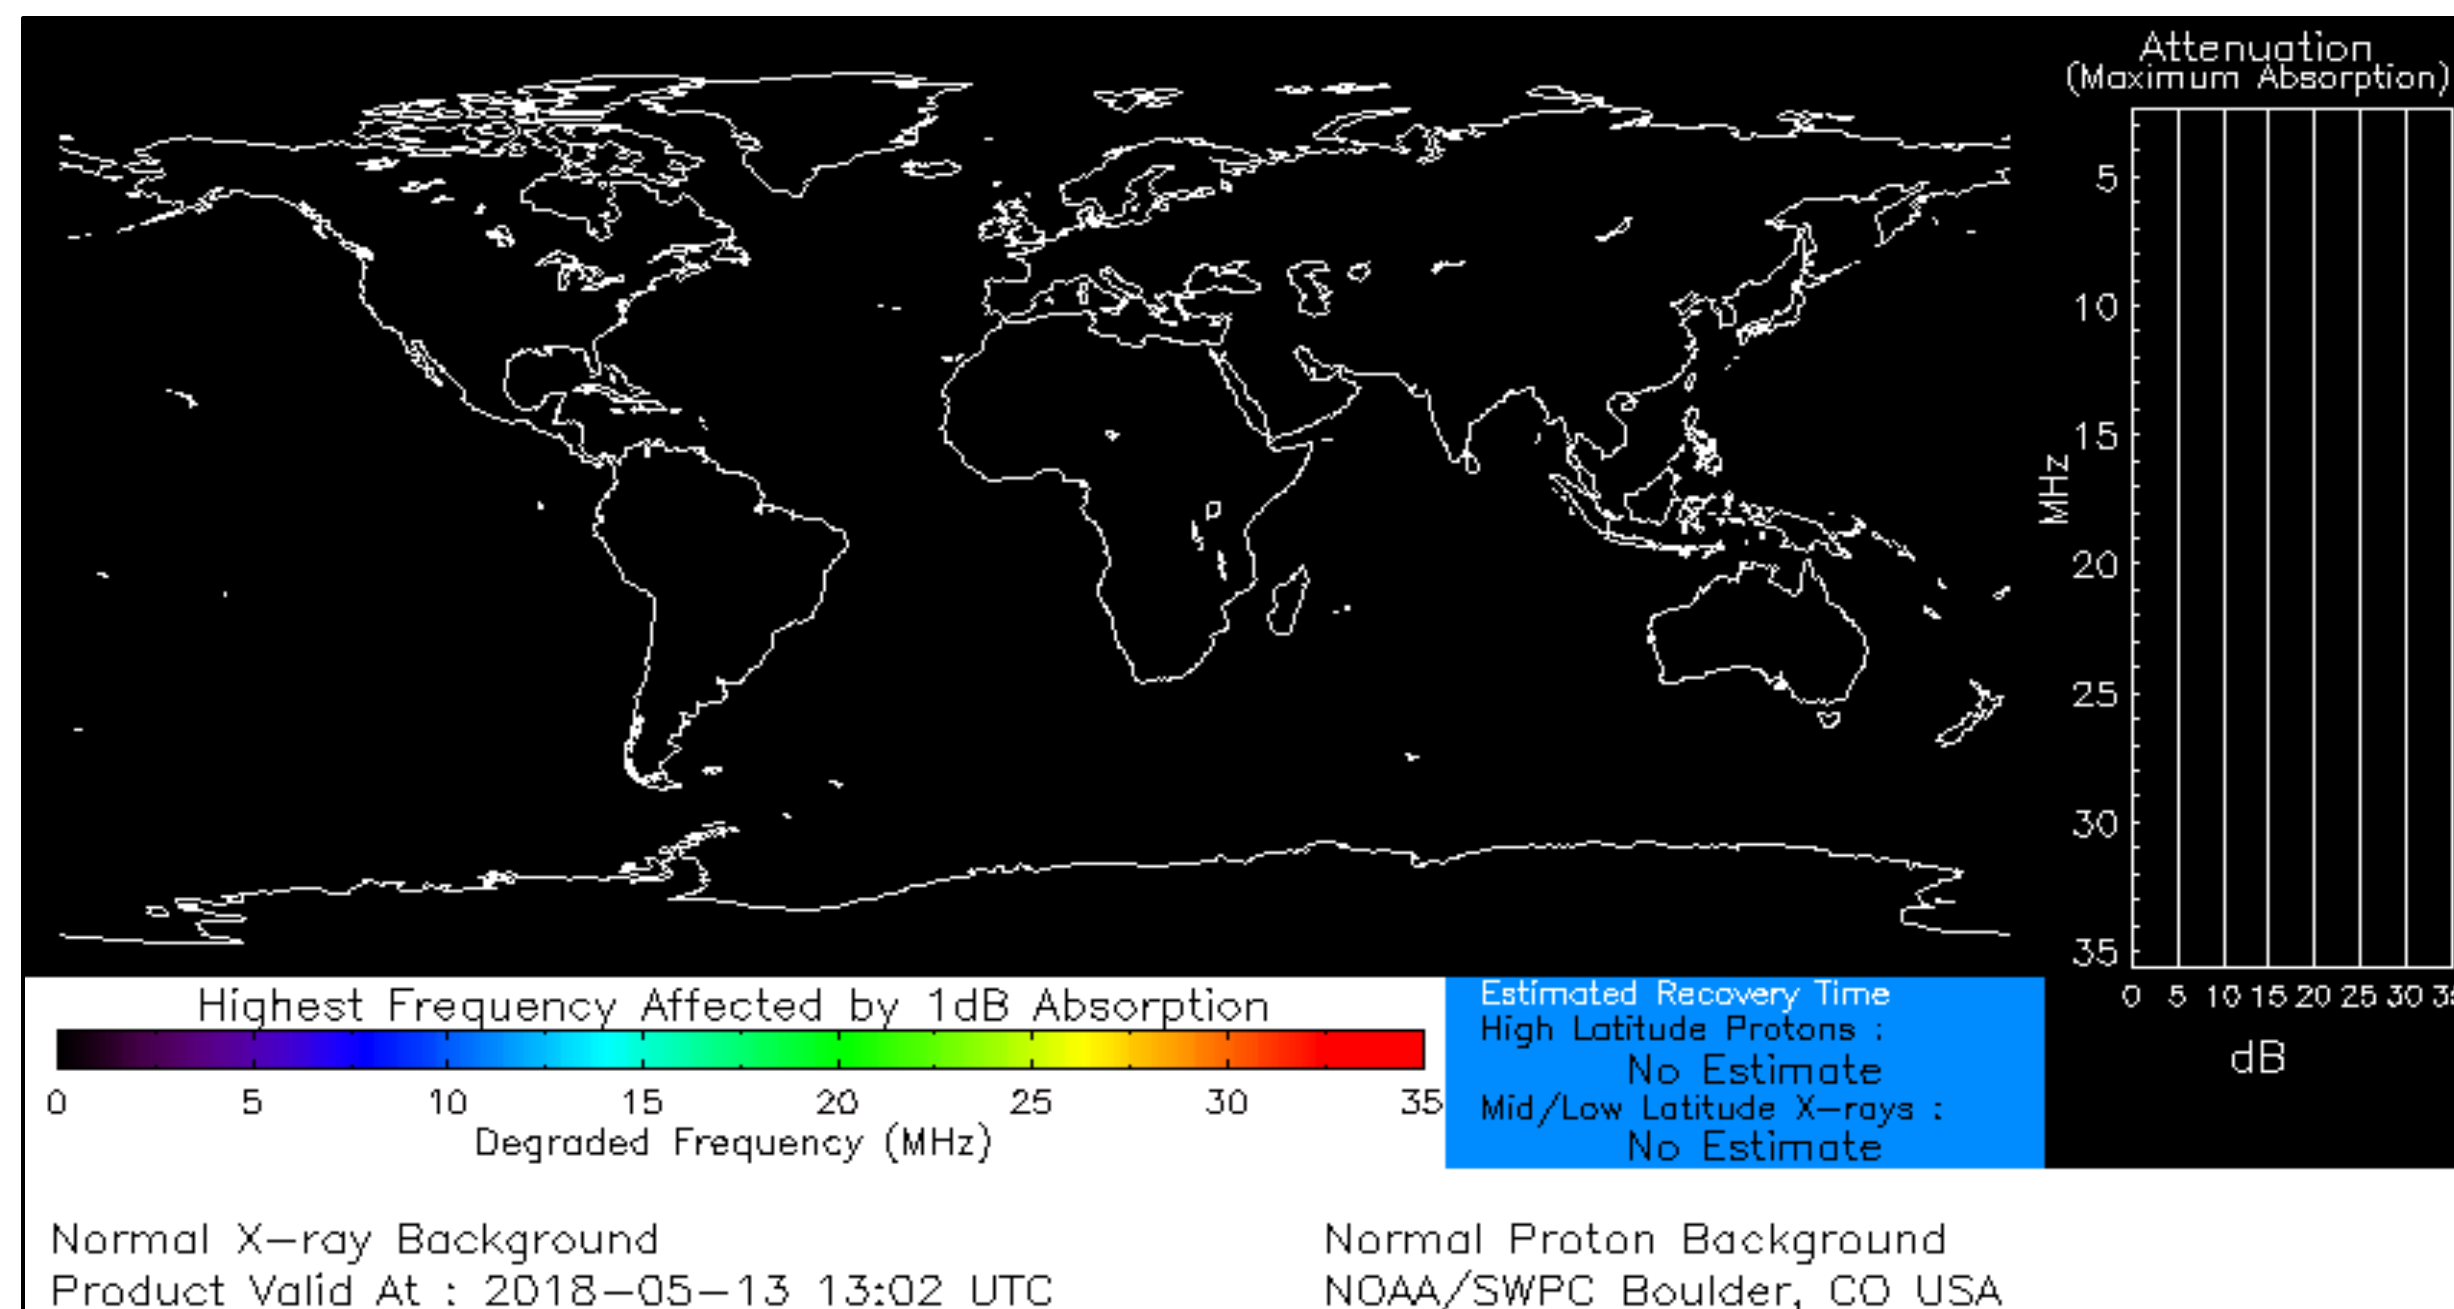 Attenuation
(Maximum Absorption)
5
10
15
20
25
30
35
MHz
0 5 10 15 20 25 30
dB
Highest Frequency Affected by 1dB Absorption
0 5 10 15 20 25 30 35
Degraded Frequency (MHz)
Estimated Recovery Time
High Latitude Protons :
No Estimate
Mid/Low Latitude X-rays :
No Estimate
Normal X-ray Background
Normal Proton Background
Product Valid At : 2018-05-13 13:02 UTC
NOAA/SWPC Boulder, CO USA